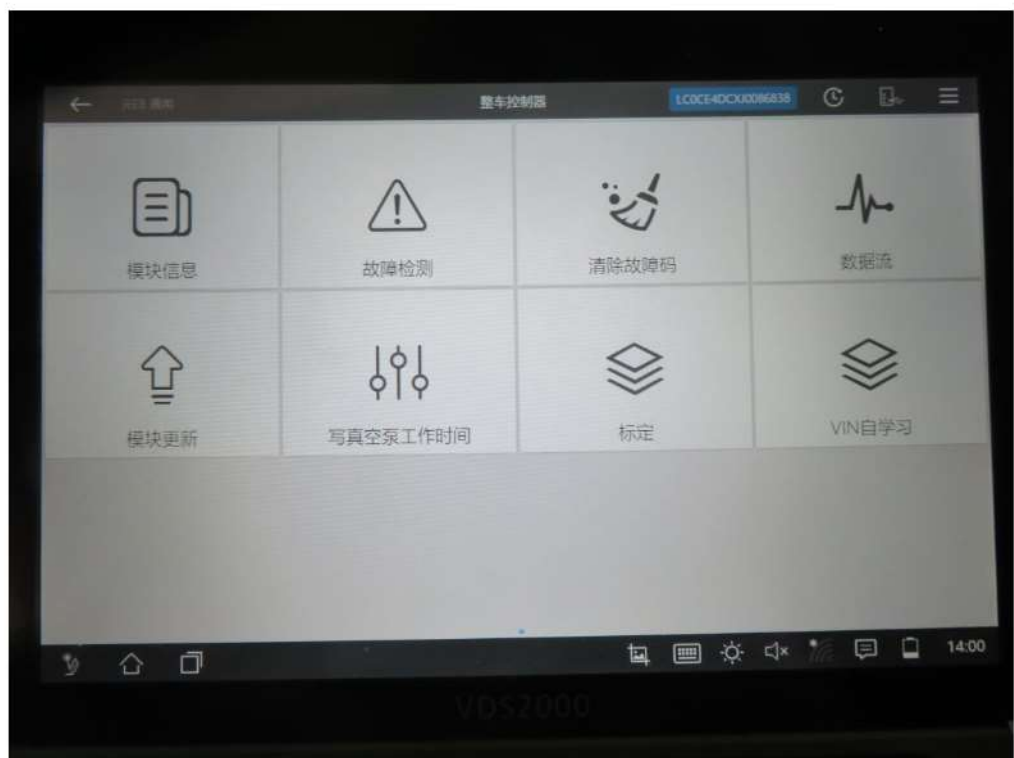 整车控制器
LC0CE4DCXJ0086838
模块信息
故障检测
清除故障码
数据流
模块更新
写真空泵工作时间
标定
VIN自学习
14:00
VDS2000